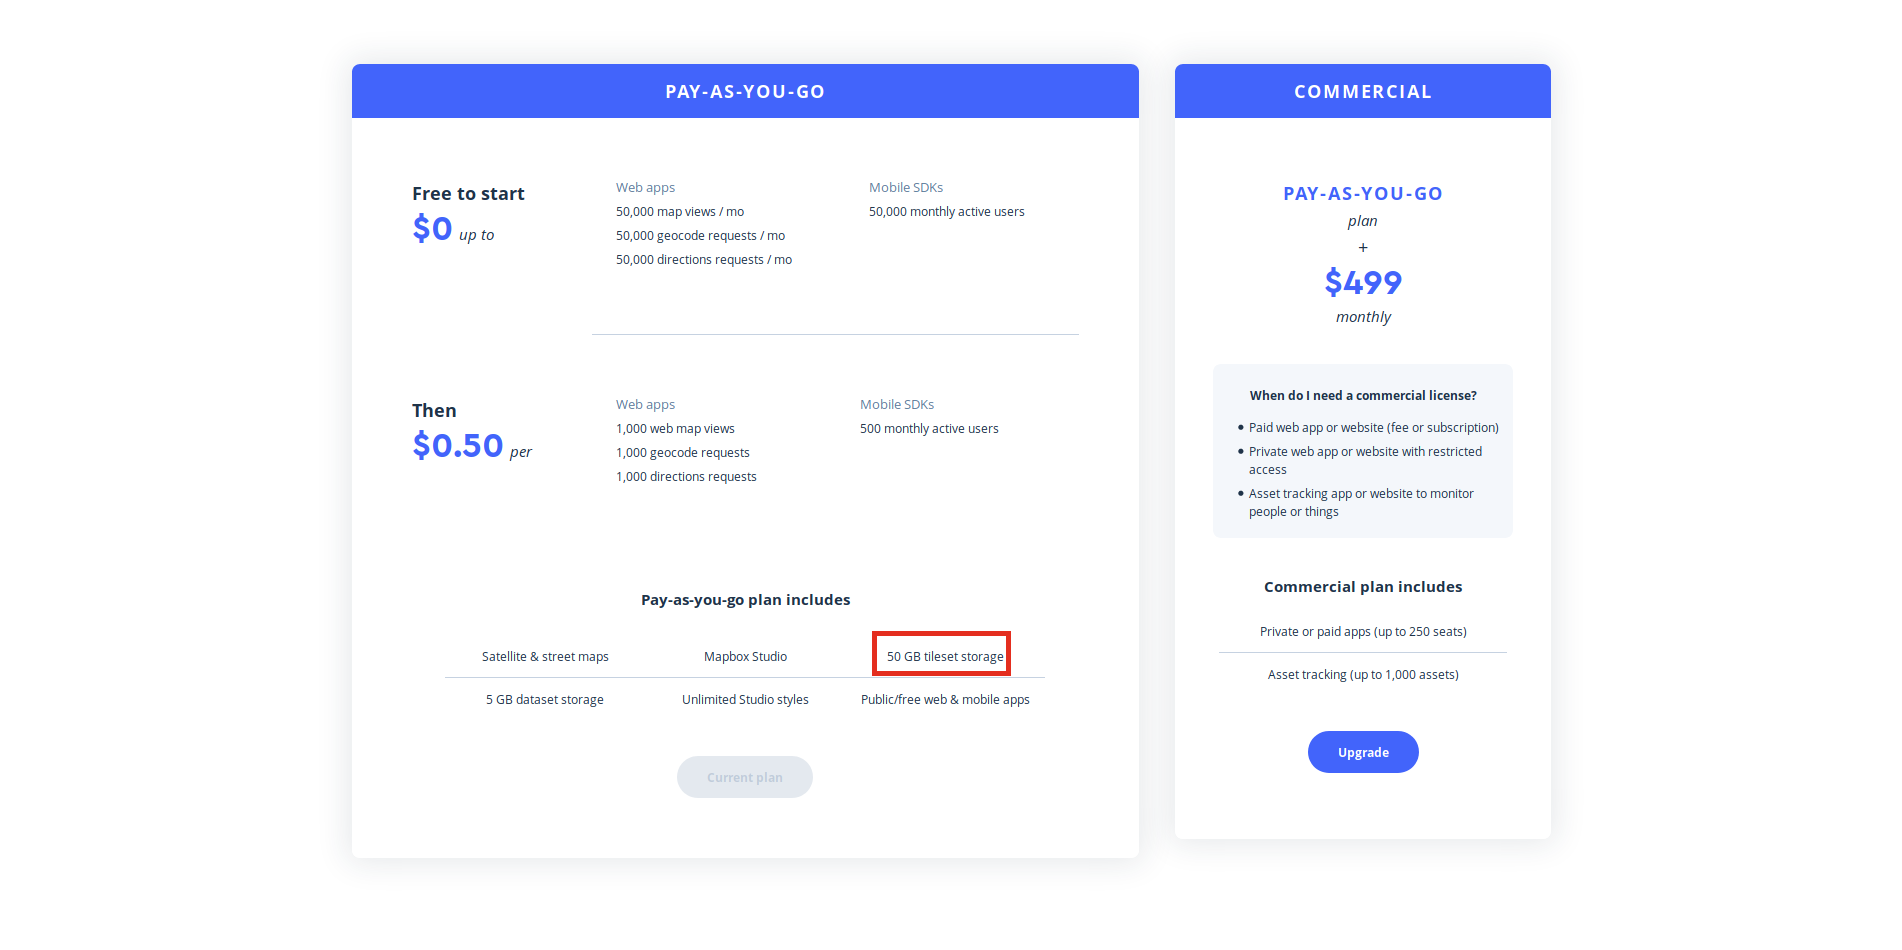 PAY-AS-YOU-GO
Free to start
$0 up to
Web apps
50,000 map views / mo
50,000 geocode requests / mo
50,000 directions requests / mo
Mobile SDKs
50,000 monthly active users
Then
$0.50 per
Web apps
1,000 web map views
1,000 geocode requests
1,000 directions requests
Mobile SDKs
500 monthly active users
Pay-as-you-go plan includes
Satellite & street maps
Mapbox Studio
50 GB tileset storage
5 GB dataset storage
Unlimited Studio styles
Public/free web & mobile apps
Current plan
COMMERCIAL
PAY-AS-YOU-GO
plan
+
$499
monthly
When do I need a commercial license?
• Paid web app or website (fee or subscription)
• Private web app or website with restricted
access
• Asset tracking app or website to monitor
people or things
Commercial plan includes
Private or paid apps (up to 250 seats)
Asset tracking (up to 1,000 assets)
Upgrade